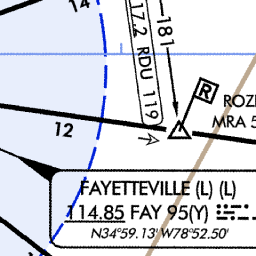 14
181
17.2 RDU 119
R
ROZ
MRA 5
12
FAYETTEVILLE (L) (L)
114.85 FAY 95(Y)
N34°59.13' W78°52.50'